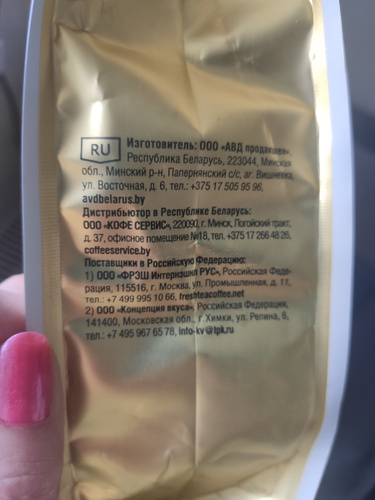 RU
Изготовитель: ООО «АВД продакшен»,
Республика Беларусь, 223044, Минская
обл., Минский р-н, Папернянский с/с, аг. Вишневка,
ул. Восточная, д. 6, тел.: +375 17 505 95 96,
avdbelarus.by
Дистрибьютор в Республике Беларусь:
ООО «КОФЕ СЕРВИС», 220090, г. Минск, Логойский тракт,
д. 37, офисное помещение №18, тел. +375 17 266 48 26,
coffeeservice.by
Поставщики в Российскую Федерацию:
1) ООО «ФРЭШ Интернэшнл РУС», Российская Феде-
рация, 115516, г. Москва, ул. Промышленная, д. 11,
тел.: +7 499 995 10 66, freshteacoffee.net
2) ООО «Концепция вкуса», Российская Федерация,
141400, Московская обл., г. Химки, ул. Репина, 6,
тел.: +7 495 967 65 78, info-kv@tpk.ru